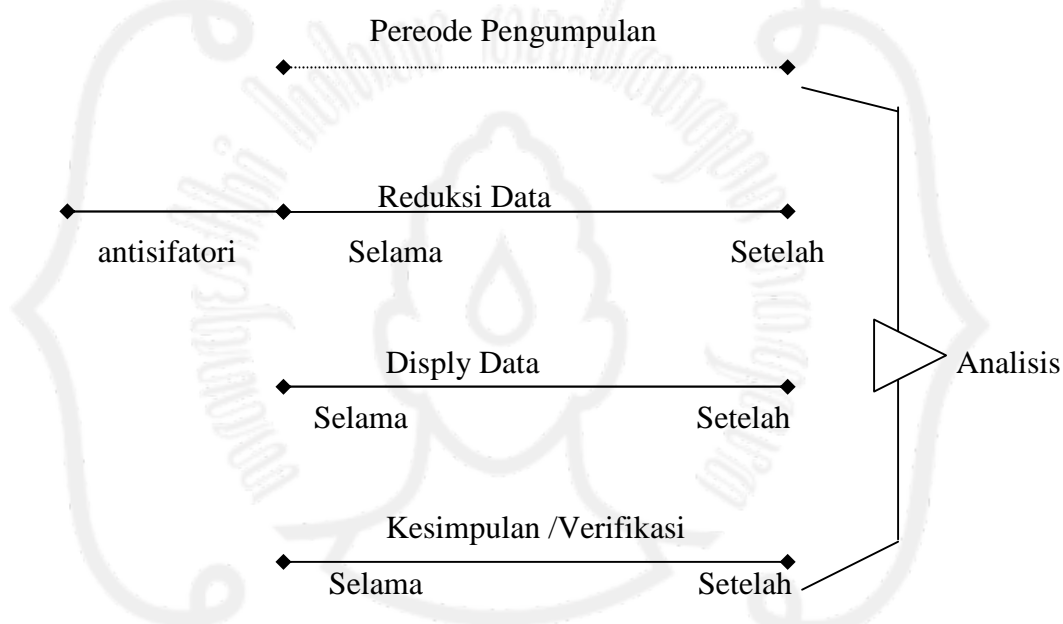 Pereode Pengumpulan
Reduksi Data
antisifatori Selama Setelah
Disply Data
Analisis
Selama Setelah
Kesimpulan /Verifikasi
Selama Setelah